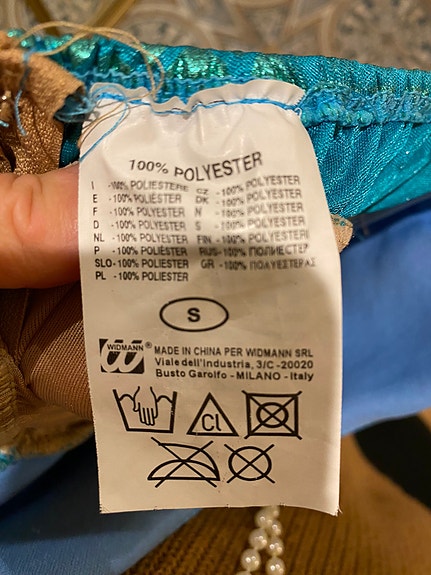 100% POLYESTER
I -100% POLIESTERE CZ -100% POLYESTER
E -100% POLIÉSTER DK -100% POLYESTER
F -100% POLYESTER N -100% POLYESTER
D -100% POLYESTER S -100% POLYESTER
NL -100% POLYESTER FIN -100% POLYESTERI
P -100% POLIESTER RUS -100% ПОЛИЕСТЕР
SLO -100% POLIESTER GR -100% ΠΟΛΥΕΣΤΕΡΑΣ
PL -100% POLIESTER
S
WIDMANN®
MADE IN CHINA PER WIDMANN SRL
Viale dell'industria, 3/C -20020
Busto Garolfo - MILANO - Italy
CL